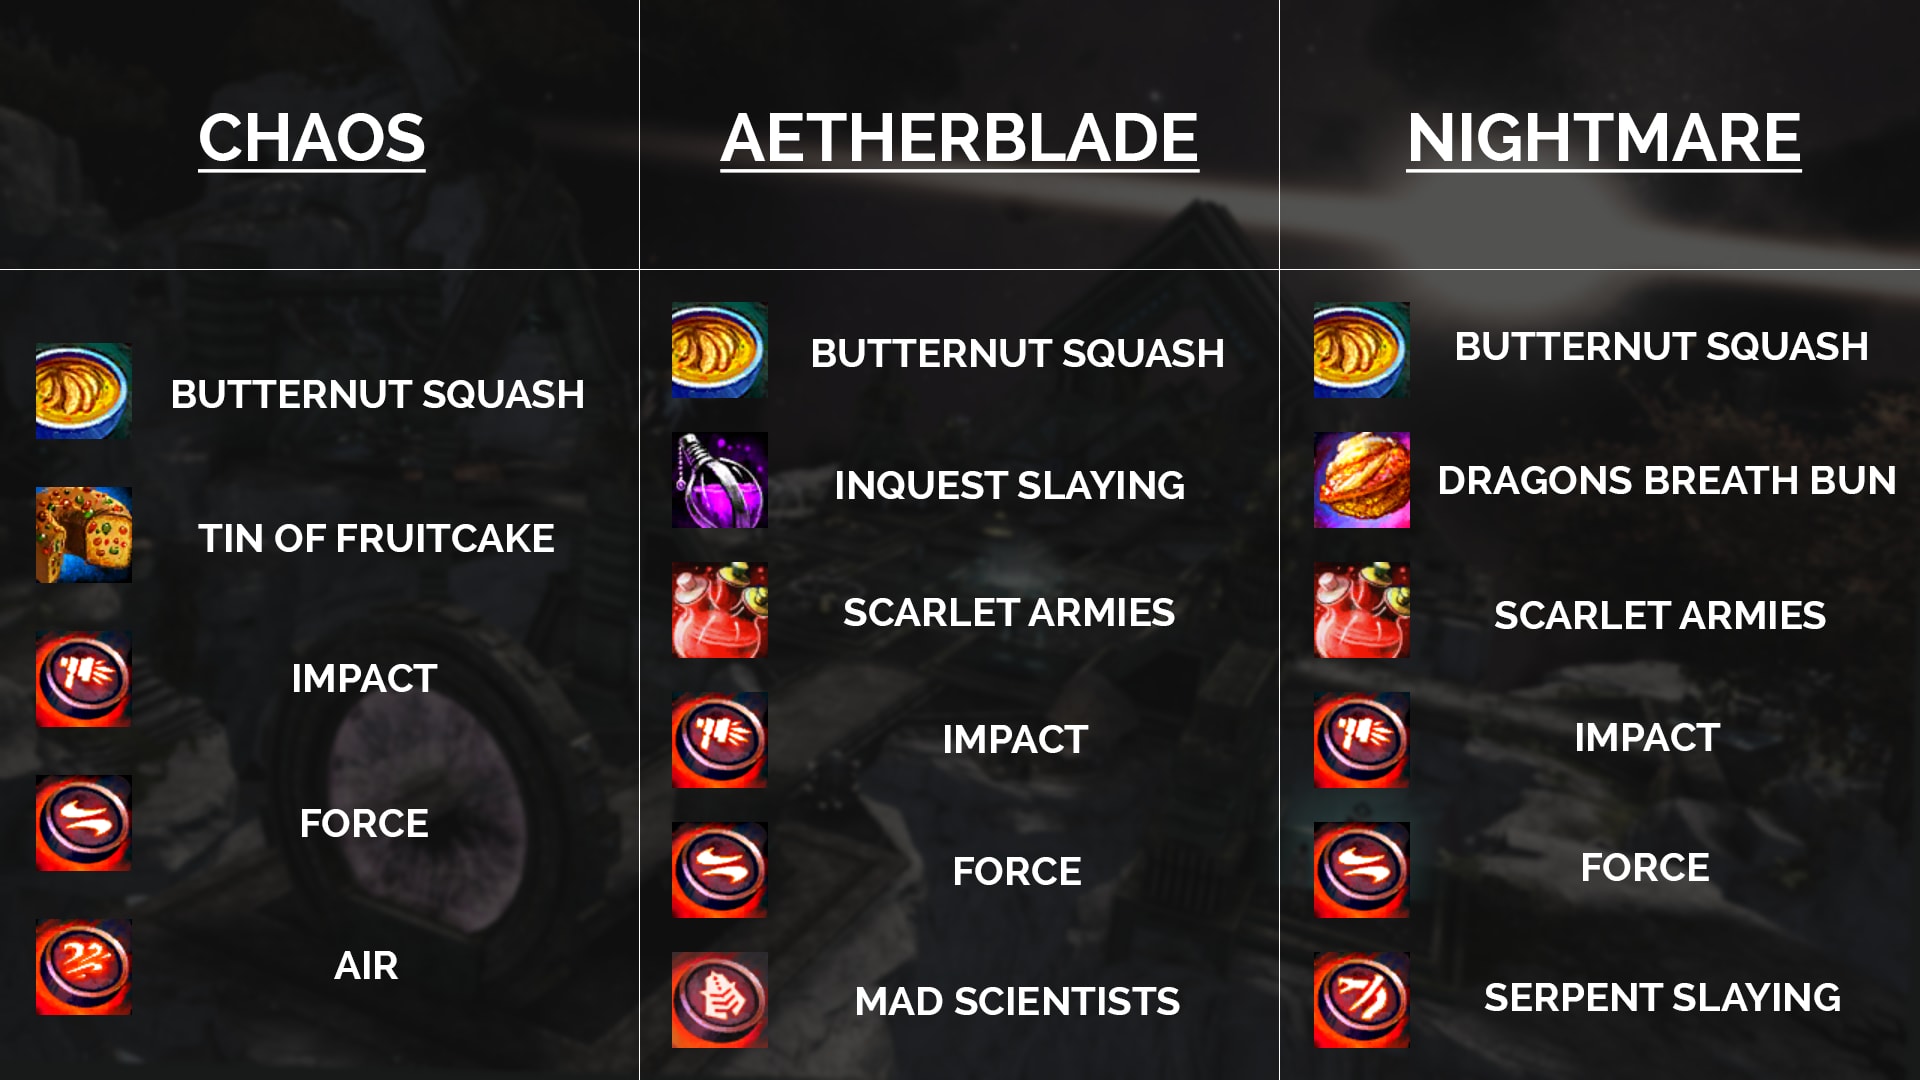 CHAOS
BUTTERNUT SQUASH
TIN OF FRUITCAKE
IMPACT
FORCE
AIR
AETHERBLADE
BUTTERNUT SQUASH
INQUEST SLAYING
SCARLET ARMIES
IMPACT
FORCE
MAD SCIENTISTS
NIGHTMARE
BUTTERNUT SQUASH
DRAGONS BREATH BUN
SCARLET ARMIES
IMPACT
FORCE
SERPENT SLAYING